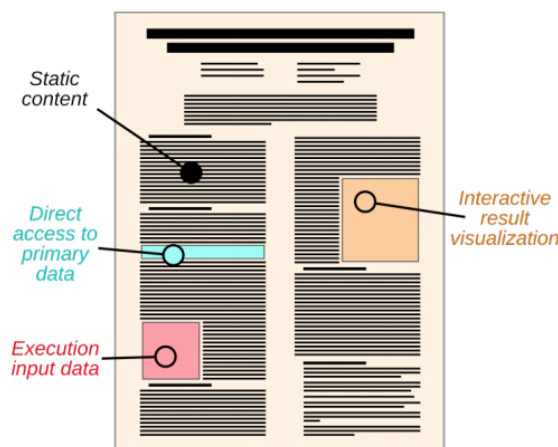 Static
content
Direct
access to
primary
data
Execution
input data
Interactive
result
visualization